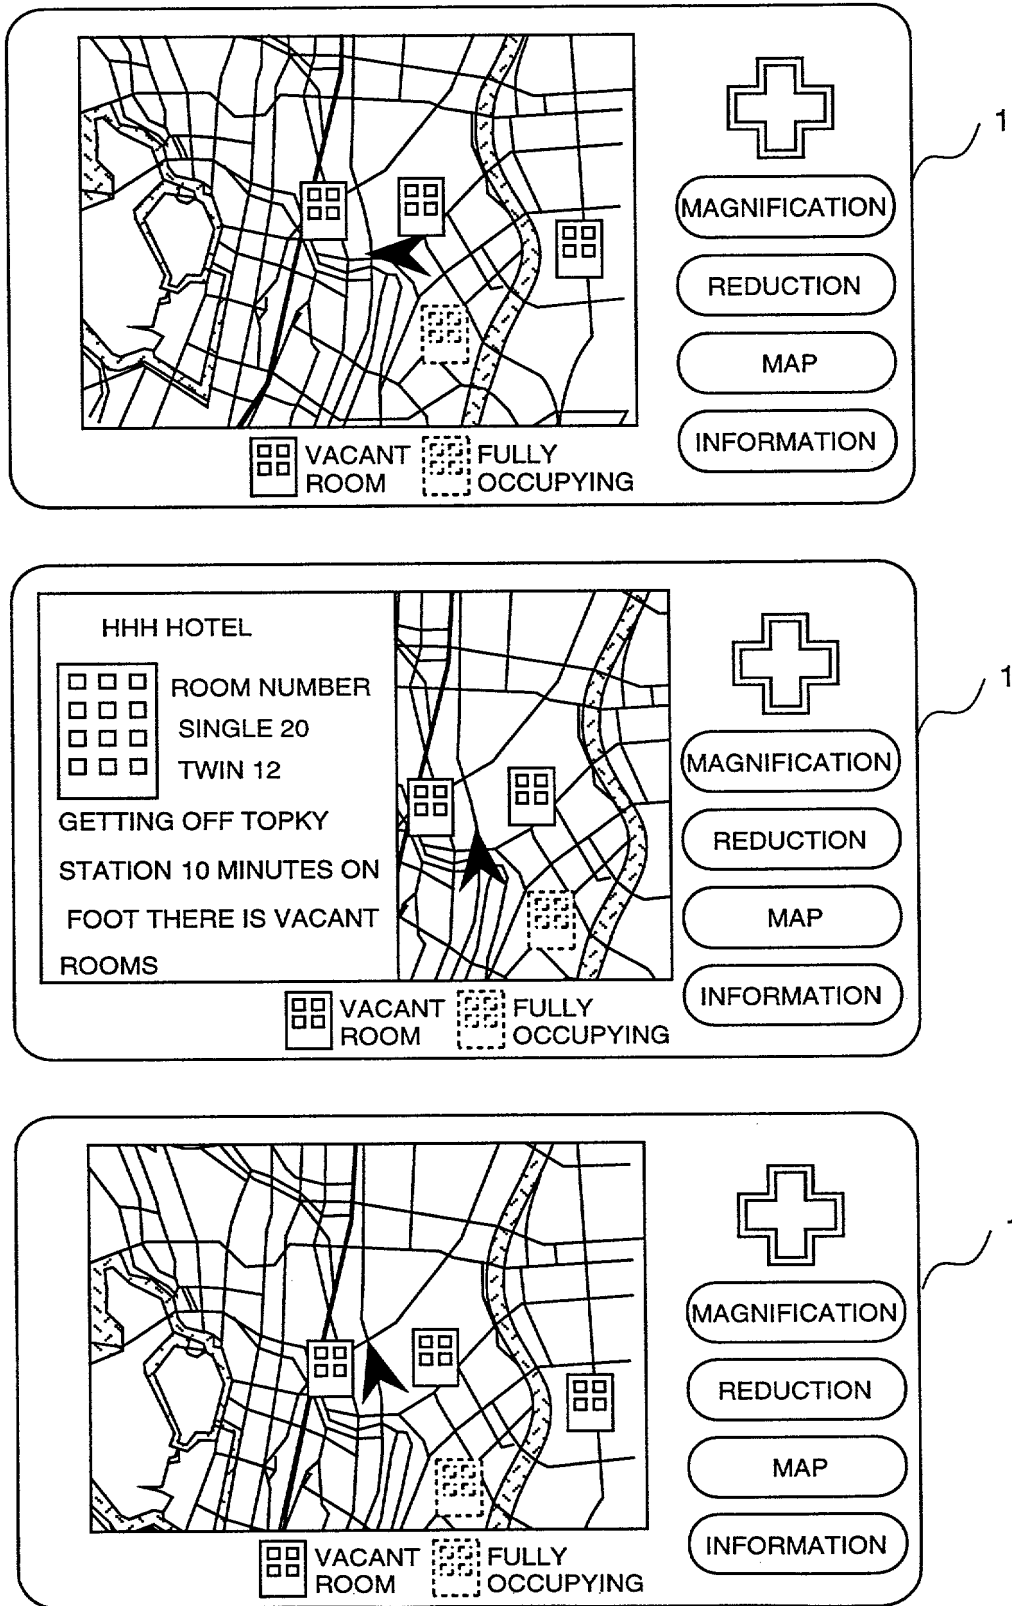 1
MAGNIFICATION
REDUCTION
MAP
INFORMATION
VACANT
ROOM
FULLY
OCCUPYING
HHH HOTEL
ROOM NUMBER
SINGLE 20
TWIN 12
GETTING OFF TOPKY
STATION 10 MINUTES ON
FOOT THERE IS VACANT
ROOMS
1
MAGNIFICATION
REDUCTION
MAP
INFORMATION
VACANT
ROOM
FULLY
OCCUPYING
MAGNIFICATION
REDUCTION
MAP
INFORMATION
VACANT
ROOM
FULLY
OCCUPYING